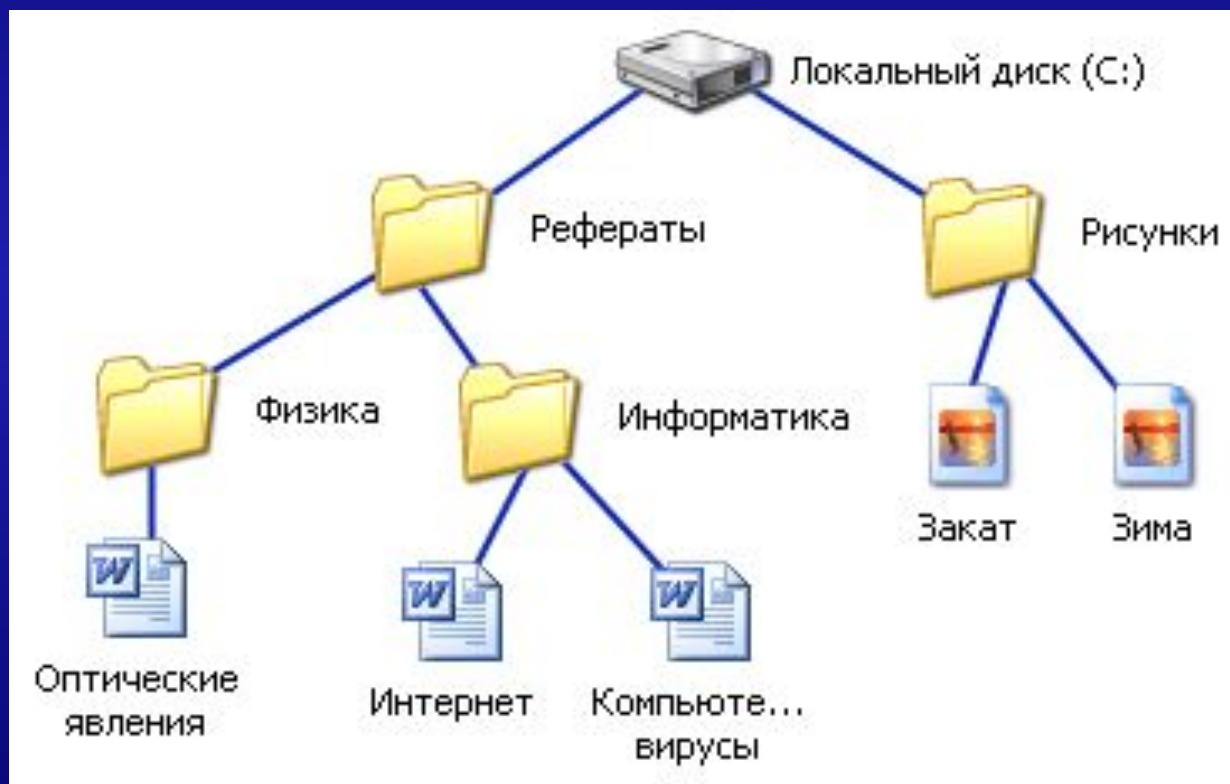 Локальный диск (C:)
Рефераты
Рисунки
Физика
Информатика
Закат
Зима
Оптические
явления
Интернет
Компьюте...
вирусы